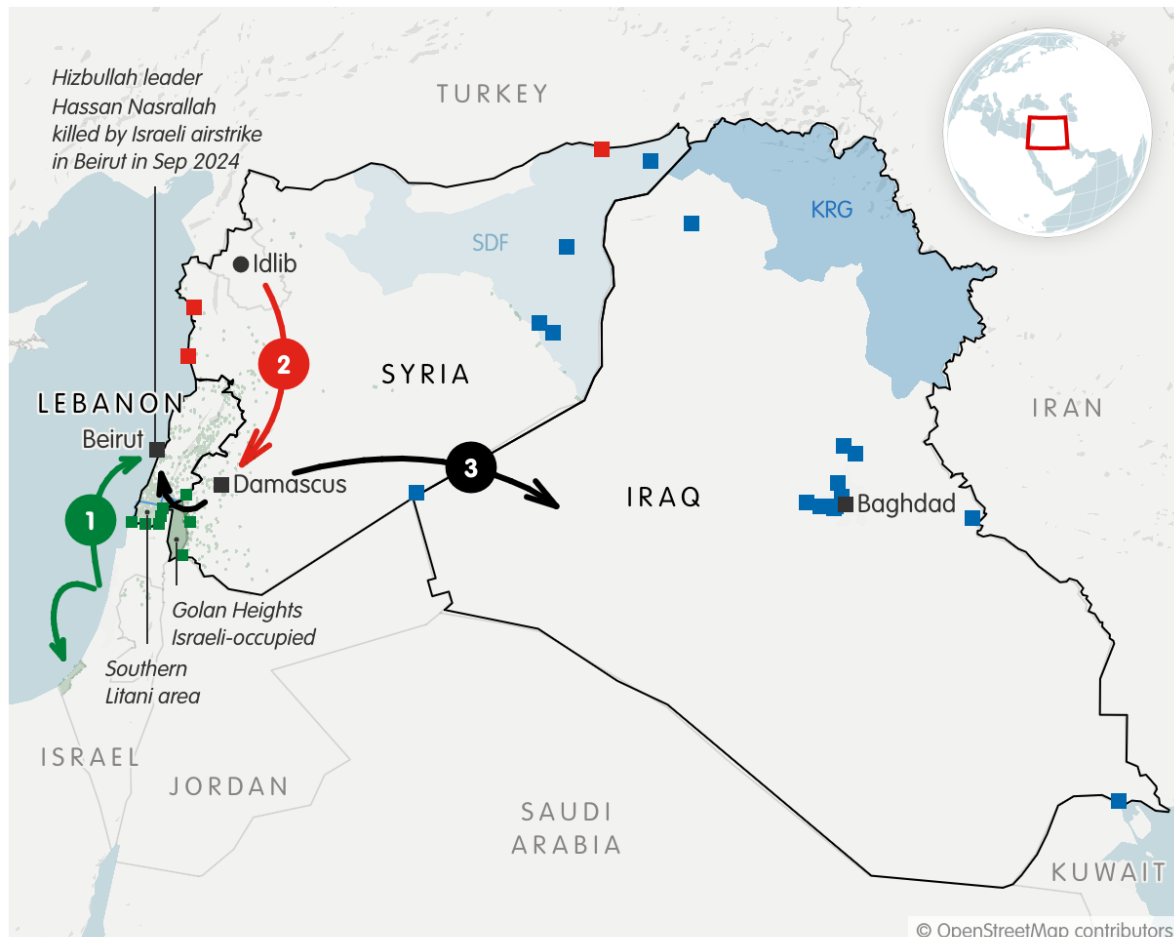 Hizbullah leader
Hassan Nasrallah
killed by Israeli airstrike
in Beirut in Sep 2024
TURKEY
KRG
SDF
Idlib
2
SYRIA
LEBANON
IRAN
Beirut
3
Damascus
IRAQ
Baghdad
1
Golan Heights
Israeli-occupied
Southern
Litani area
ISRAEL
JORDAN
SAUDI
ARABIA
KUWAIT
© OpenStreetMap contributors